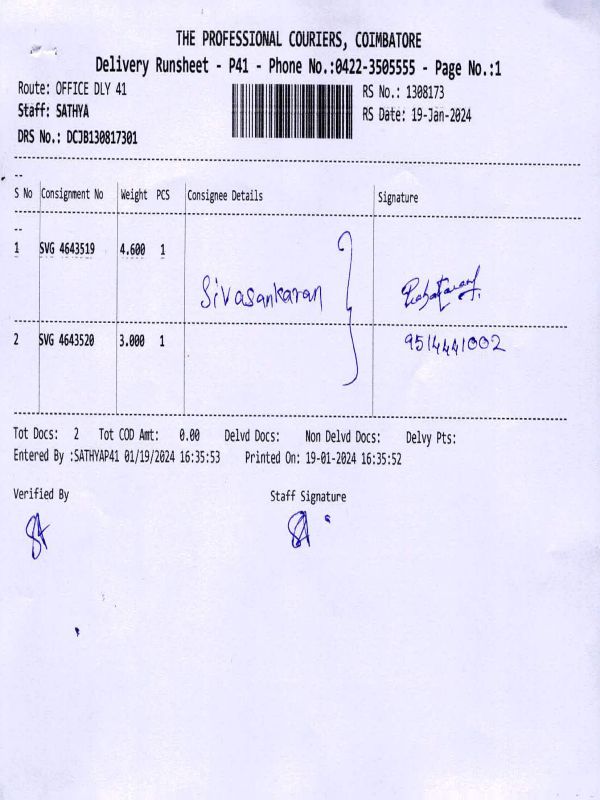 THE PROFESSIONAL COURIERS, COIMBATORE
Delivery Runsheet - P41 - Phone No.:0422-3505555 - Page No.:1
Route: OFFICE DLY 41
RS No.: 1308173
Staff: SATHYA
RS Date: 19-Jan-2024
DRS No.: DCJB130817301
S No Consignment No Weight PCS Consignee Details Signature
1 SVG 4643519 4.600 1
Sivasankaran
2 SVG 4643520 3.000 1 9514441002
Tot Docs: 2 Tot COD Amt: 0.00 Delvd Docs: Non Delvd Docs: Delvy Pts:
Entered By :SATHYAP41 01/19/2024 16:35:53 Printed On: 19-01-2024 16:35:52
Verified By Staff Signature